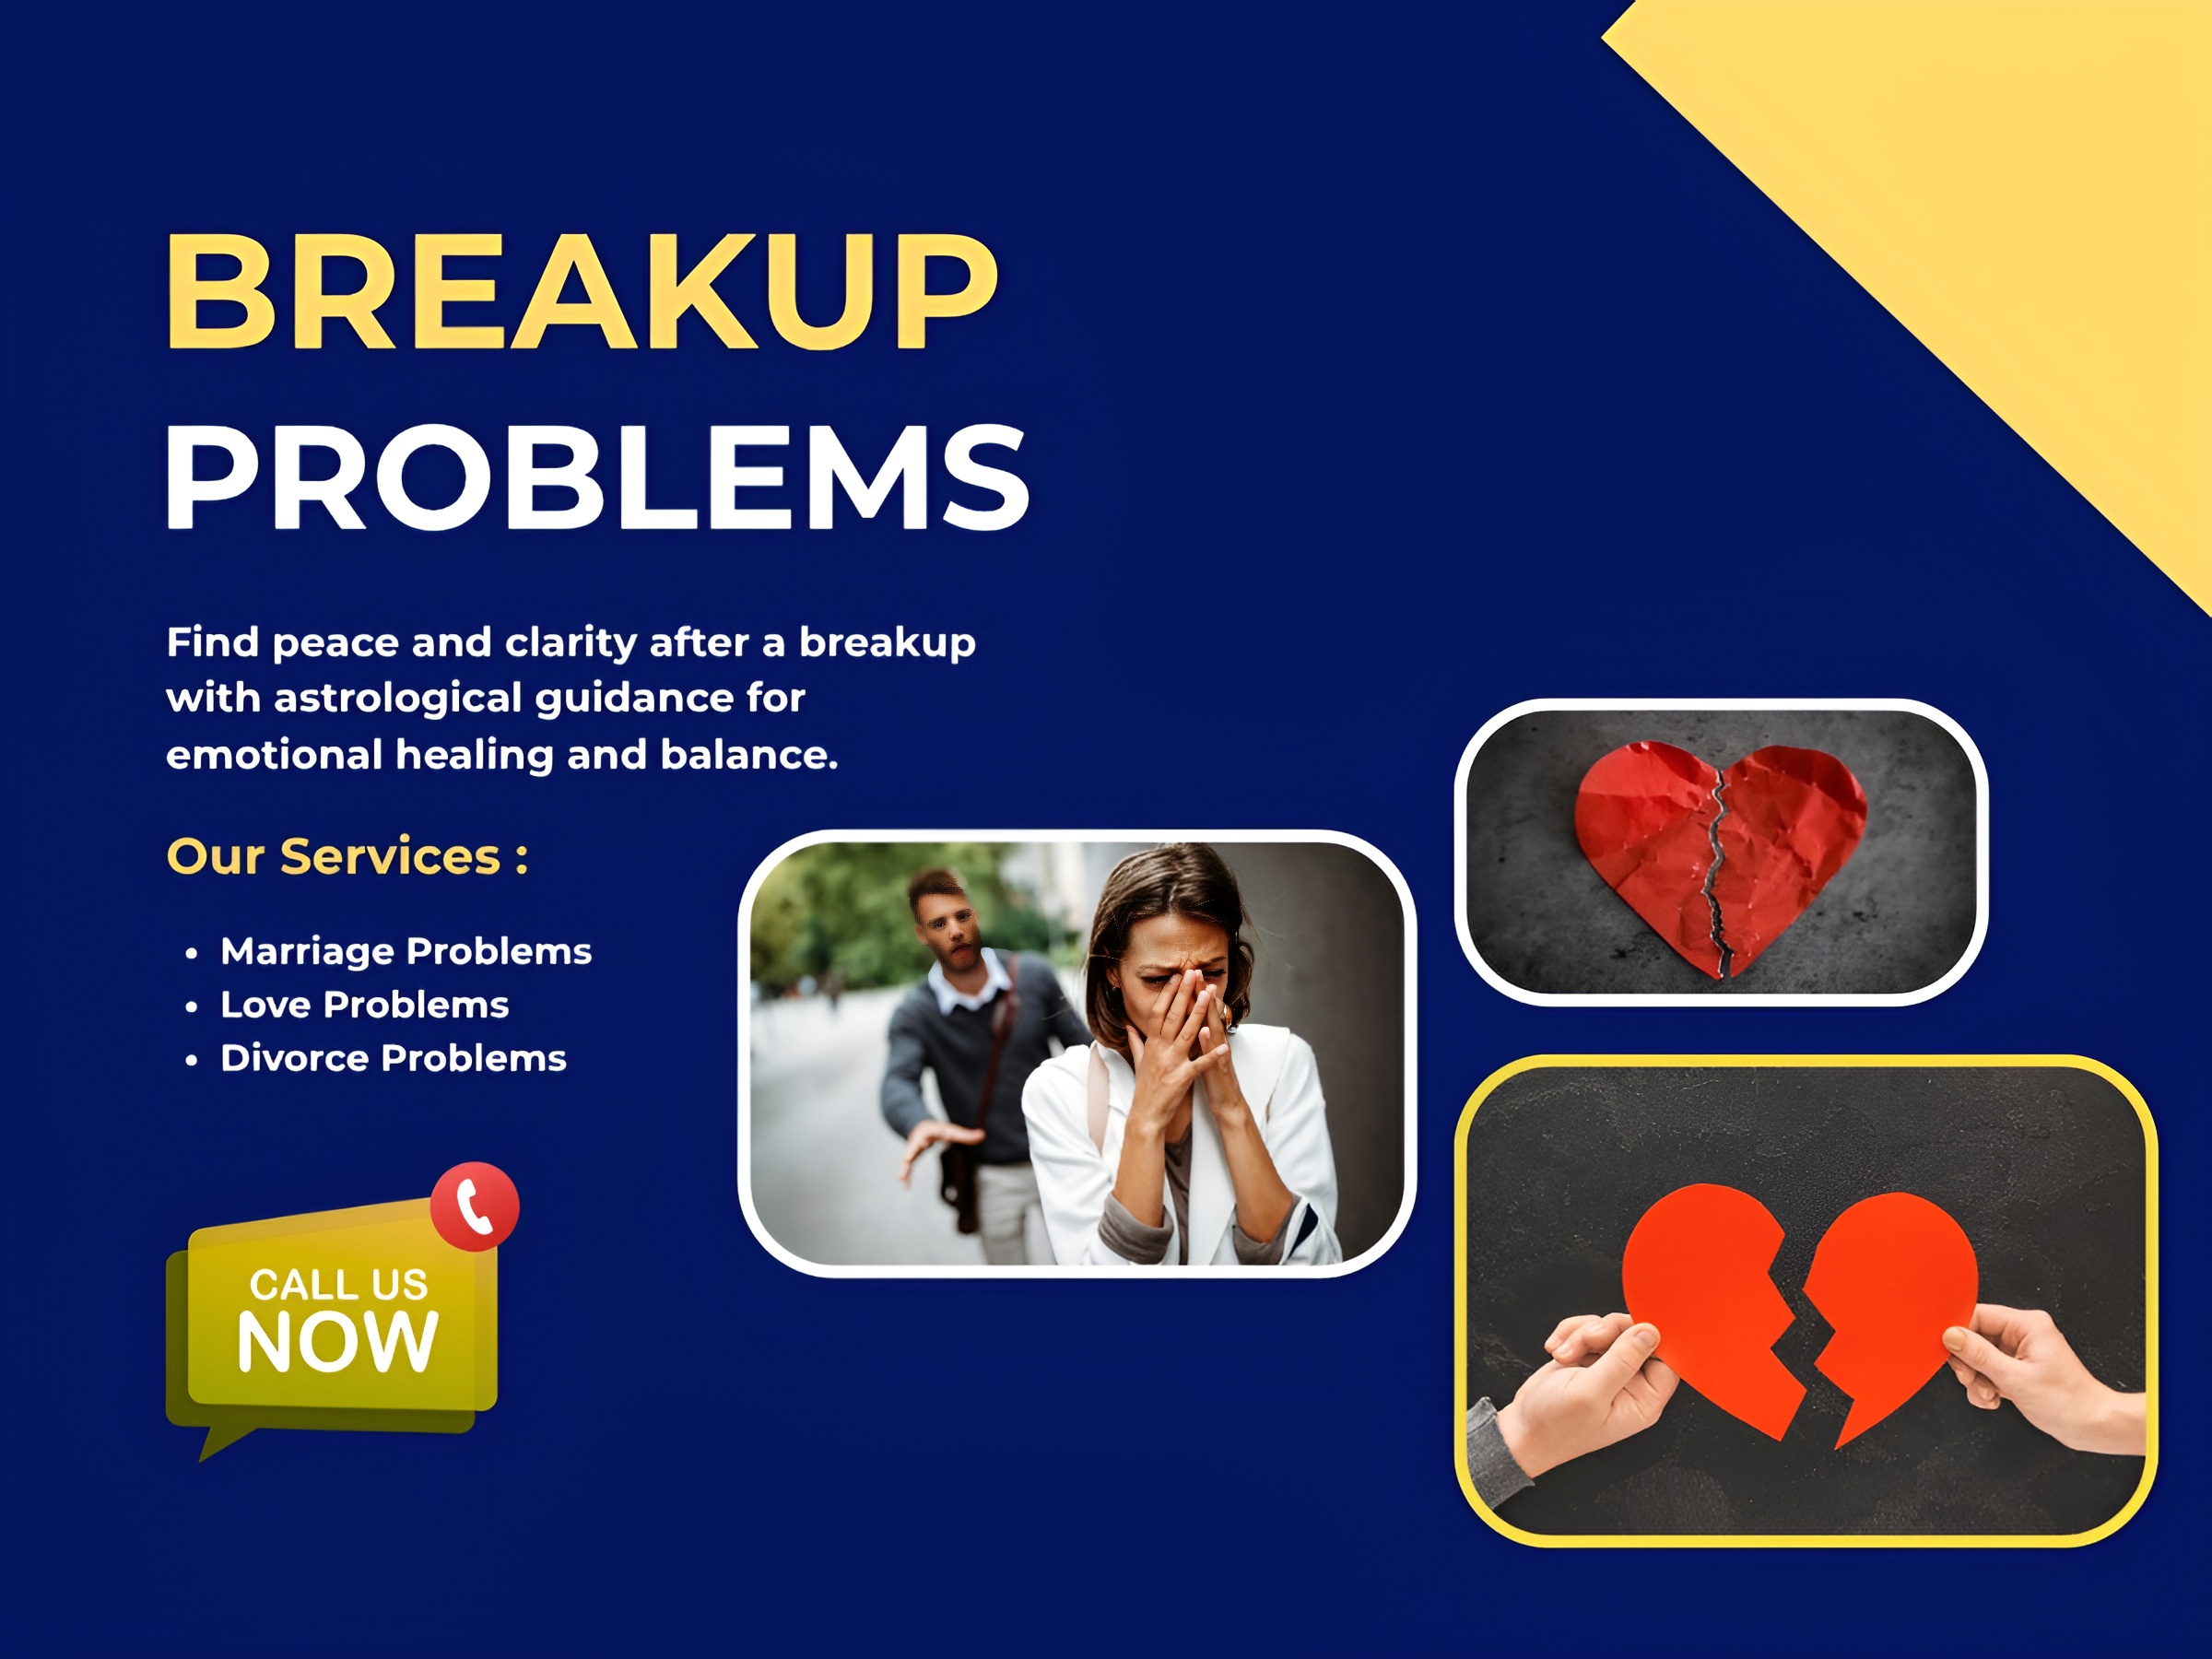 BREAKUP
PROBLEMS
Find peace and clarity after a breakup
with astrological guidance for
emotional healing and balance.
Our Services :
• Marriage Problems
• Love Problems
• Divorce Problems
CALL US
NOW